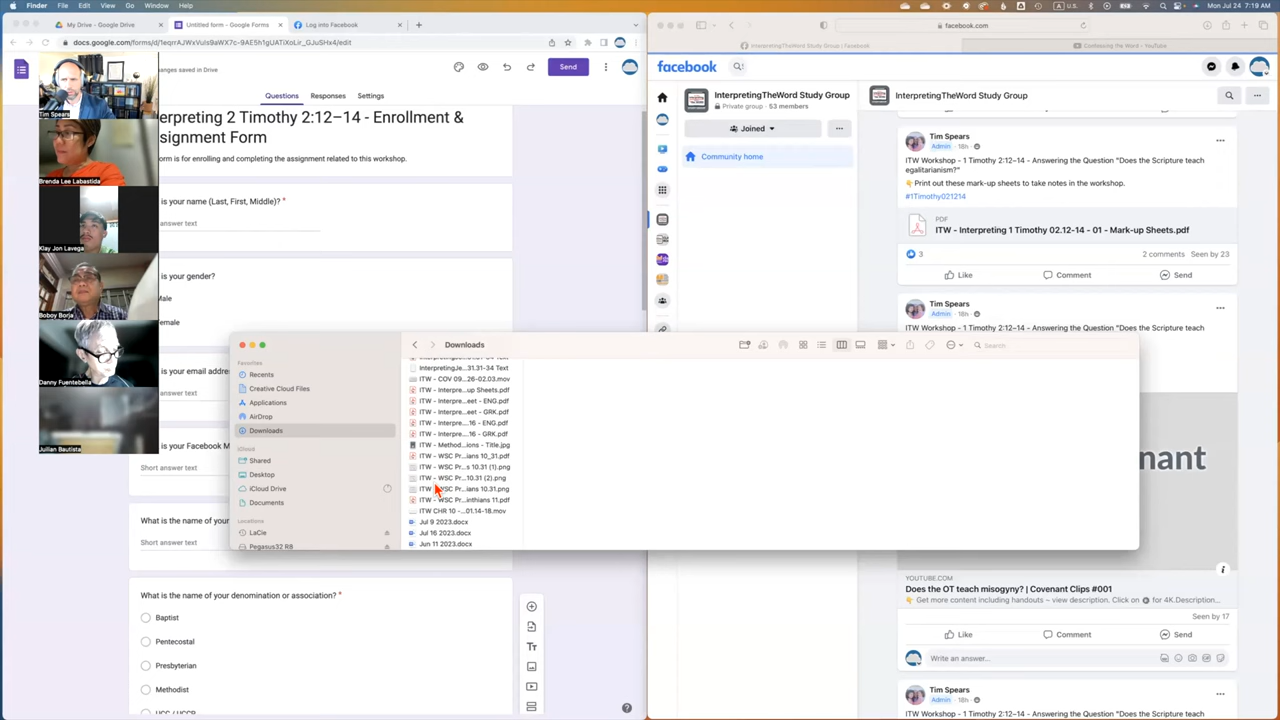 Finder File Edit View Go Window Help
Mon Jul 24 7:19 AM
My Drive - Google Drive
Untitled form - Google Forms
Log into Facebook
docs.google.com/forms/d/1eqrrAJWxVuIs9aWX7c-9AE5h1gUATiXoLir_GJuSHx4/edit
changes saved in Drive
Send
Questions Responses Settings
erpreting 2 Timothy 2:12–14 - Enrollment &
signment Form
orm is for enrolling and completing the assignment related to this workshop.
is your name (Last, First, Middle)? *
answer text
is your gender?
Male
emale
is your email addres
answer text
is your Facebook M
Short answer text
What is the name of your
Short answer text
What is the name of your denomination or association? *
Baptist
Pentecostal
Presbyterian
Methodist
UCC / UCCP
Tim Spears
Brenda Lee Labastida
Klay Jon Lavega
Boboy Borja
Danny Fuentebella
Julian Bautista
Downloads
Search
Favorites
Recents
Creative Cloud Files
Applications
AirDrop
Downloads
iCloud
Shared
Desktop
iCloud Drive
Documents
Locations
LaCie
Pegasus32 R8
InterpretingJe...31.31-34 Text
ITW - COV 09...26-02.03.mov
ITW - Interpre...up Sheets.pdf
ITW - Interpre...eet - ENG.pdf
ITW - Interpre...eet - GRK.pdf
ITW - Interpre....16 - ENG.pdf
ITW - Interpre....16 - GRK.pdf
ITW - Method...ions - Title.jpg
ITW - WSC Pr...ians 10_31.pdf
ITW - WSC Pr...s 10.31 (1).png
ITW - WSC Pr...10.31 (2).png
ITW - WSC Pr...ians 10.31.png
ITW - WSC Pr...inthians 11.pdf
ITW CHR 10 -...01.14-18.mov
Jul 9 2023.docx
Jul 16 2023.docx
Jun 11 2023.docx
facebook.com
InterpretingTheWord Study Group | Facebook
Confessing the Word - YouTube
facebook
InterpretingTheWord Study Group
Private group · 53 members
Joined
Community home
InterpretingTheWord Study Group
Tim Spears
Admin · 18h
ITW Workshop - 1 Timothy 2:12–14 - Answering the Question "Does the Scripture teach
egalitarianism?"
Print out these mark-up sheets to take notes in the workshop.
#1Timothy021214
PDF
ITW - Interpreting 1 Timothy 02.12-14 - 01 - Mark-up Sheets.pdf
3
2 comments Seen by 23
Like Comment Send
Tim Spears
Admin · 18h
ITW Workshop - 1 Timothy 2:12–14 - Answering the Question "Does the Scripture teach
nant
YOUTUBE.COM
Does the OT teach misogyny? | Covenant Clips #001
Get more content including handouts ~ view description. Click on for 4K.Description...
Seen by 17
Like Comment Send
Write an answer...
Tim Spears
Admin · 18h
ITW Workshop - 1 Timothy 2:12–14 - Answering the Question "Does the Scripture teach